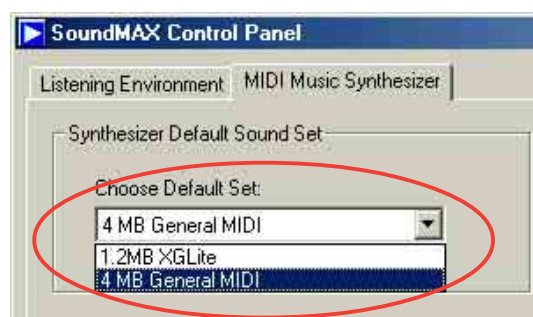 SoundMAX Control Panel
Listening Environment MIDI Music Synthesizer
Synthesizer Default Sound Set
Choose Default Set:
4 MB General MIDI
1.2MB XGLite
4 MB General MIDI